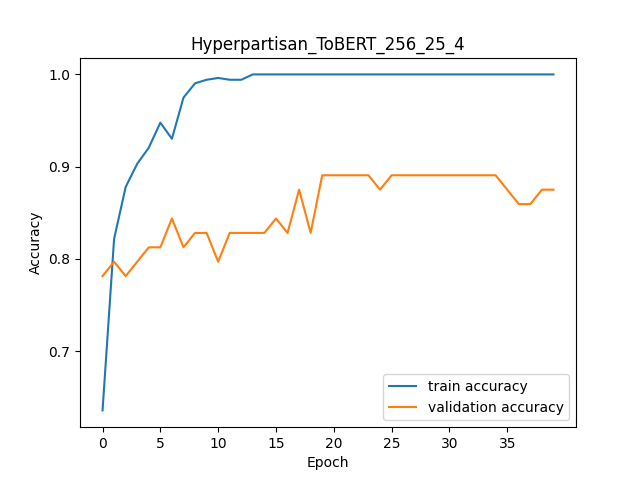 Hyperpartisan_ToBERT_256_25_4
1.0
0.9
0.8
0.7
Accuracy
train accuracy
validation accuracy
0 5 10 15 20 25 30 35
Epoch